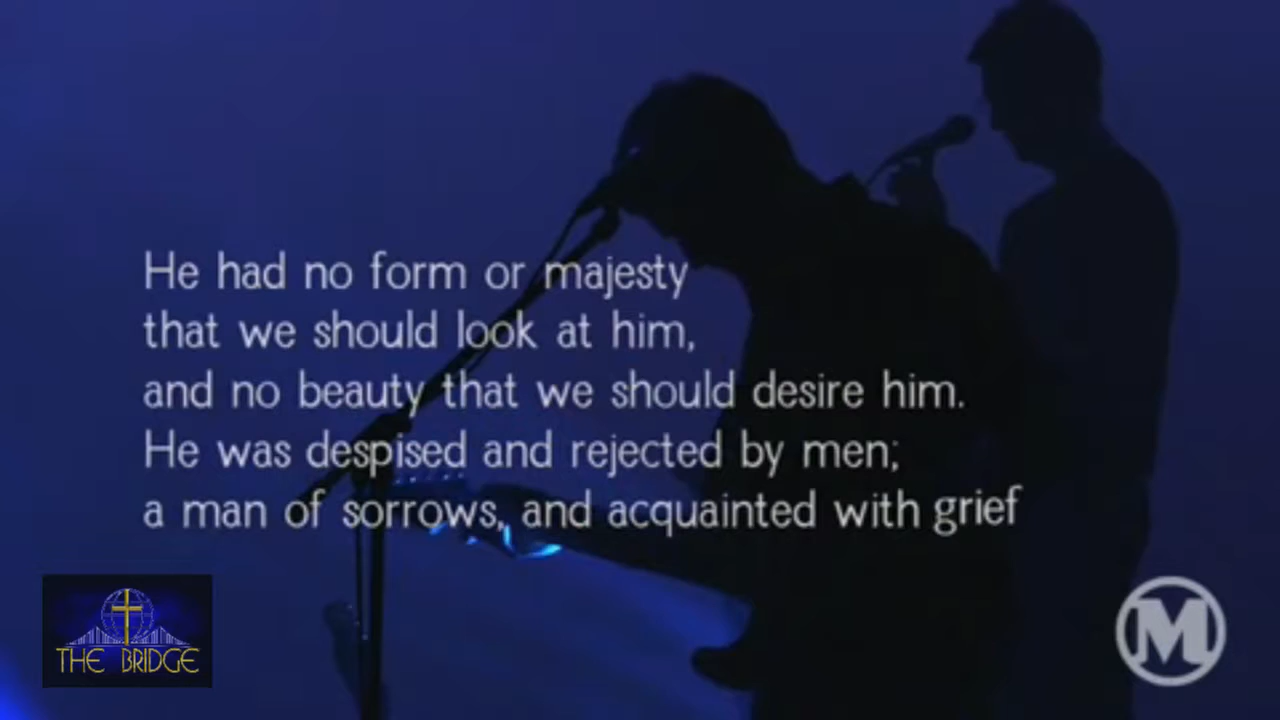 He had no form or majesty
that we should look at him,
and no beauty that we should desire him.
He was despised and rejected by men;
a man of sorrows, and acquainted with grief
THE BRIDGE
M